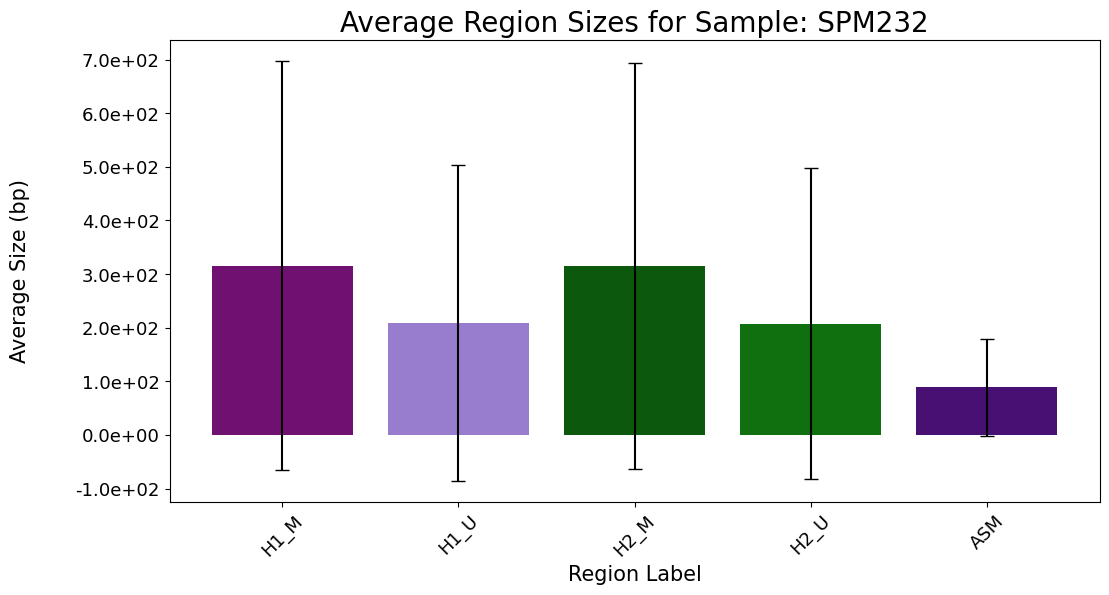 Average Region Sizes for Sample: SPM232
Average Size (bp)
7.0e+02
6.0e+02
5.0e+02
4.0e+02
3.0e+02
2.0e+02
1.0e+02
0.0e+00
-1.0e+02
H1_M
H1_U
H2_M
H2_U
ASM
Region Label